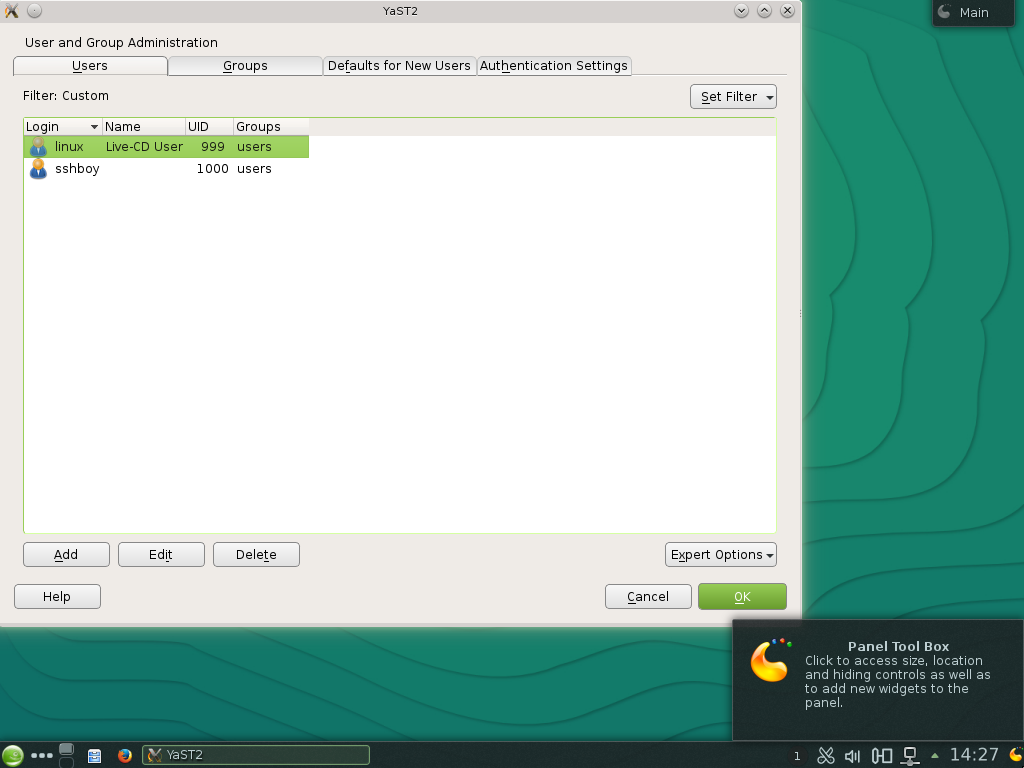 YaST2
Main
User and Group Administration
Users
Groups
Defaults for New Users
Authentication Settings
Filter: Custom
Set Filter
Login Name UID Groups
linux Live-CD User 999 users
sshboy 1000 users
Add
Edit
Delete
Expert Options
Help
Cancel
OK
Panel Tool Box
Click to access size, location
and hiding controls as well as
to add new widgets to the
panel.
YaST2
1
14:27